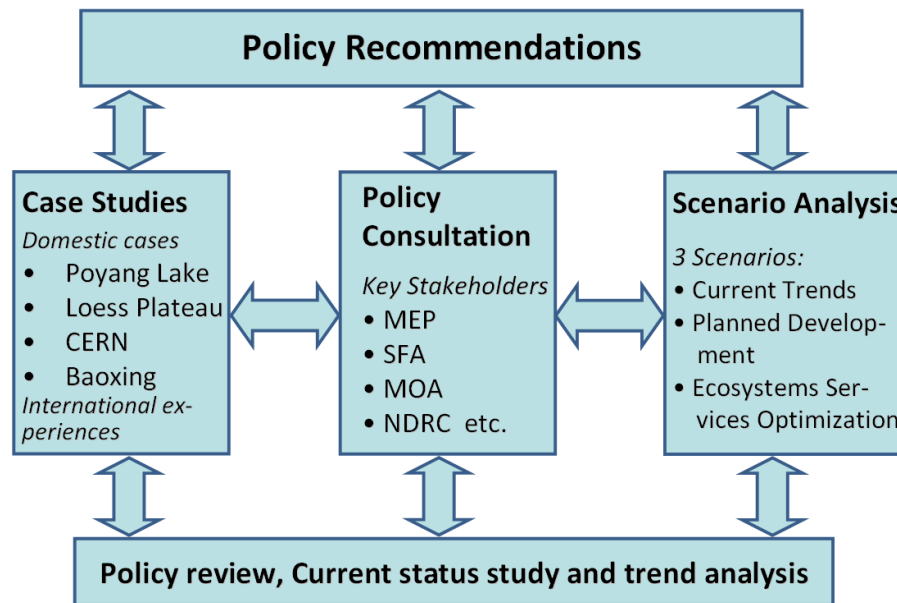 Policy Recommendations
Case Studies
Domestic cases
• Poyang Lake
• Loess Plateau
• CERN
• Baoxing
International ex-
periences
Policy
Consultation
Key Stakeholders
• MEP
• SFA
• MOA
• NDRC etc.
Scenario Analysis
3 Scenarios:
• Current Trends
• Planned Develop-
ment
• Ecosystems Ser-
vices Optimization
Policy review, Current status study and trend analysis